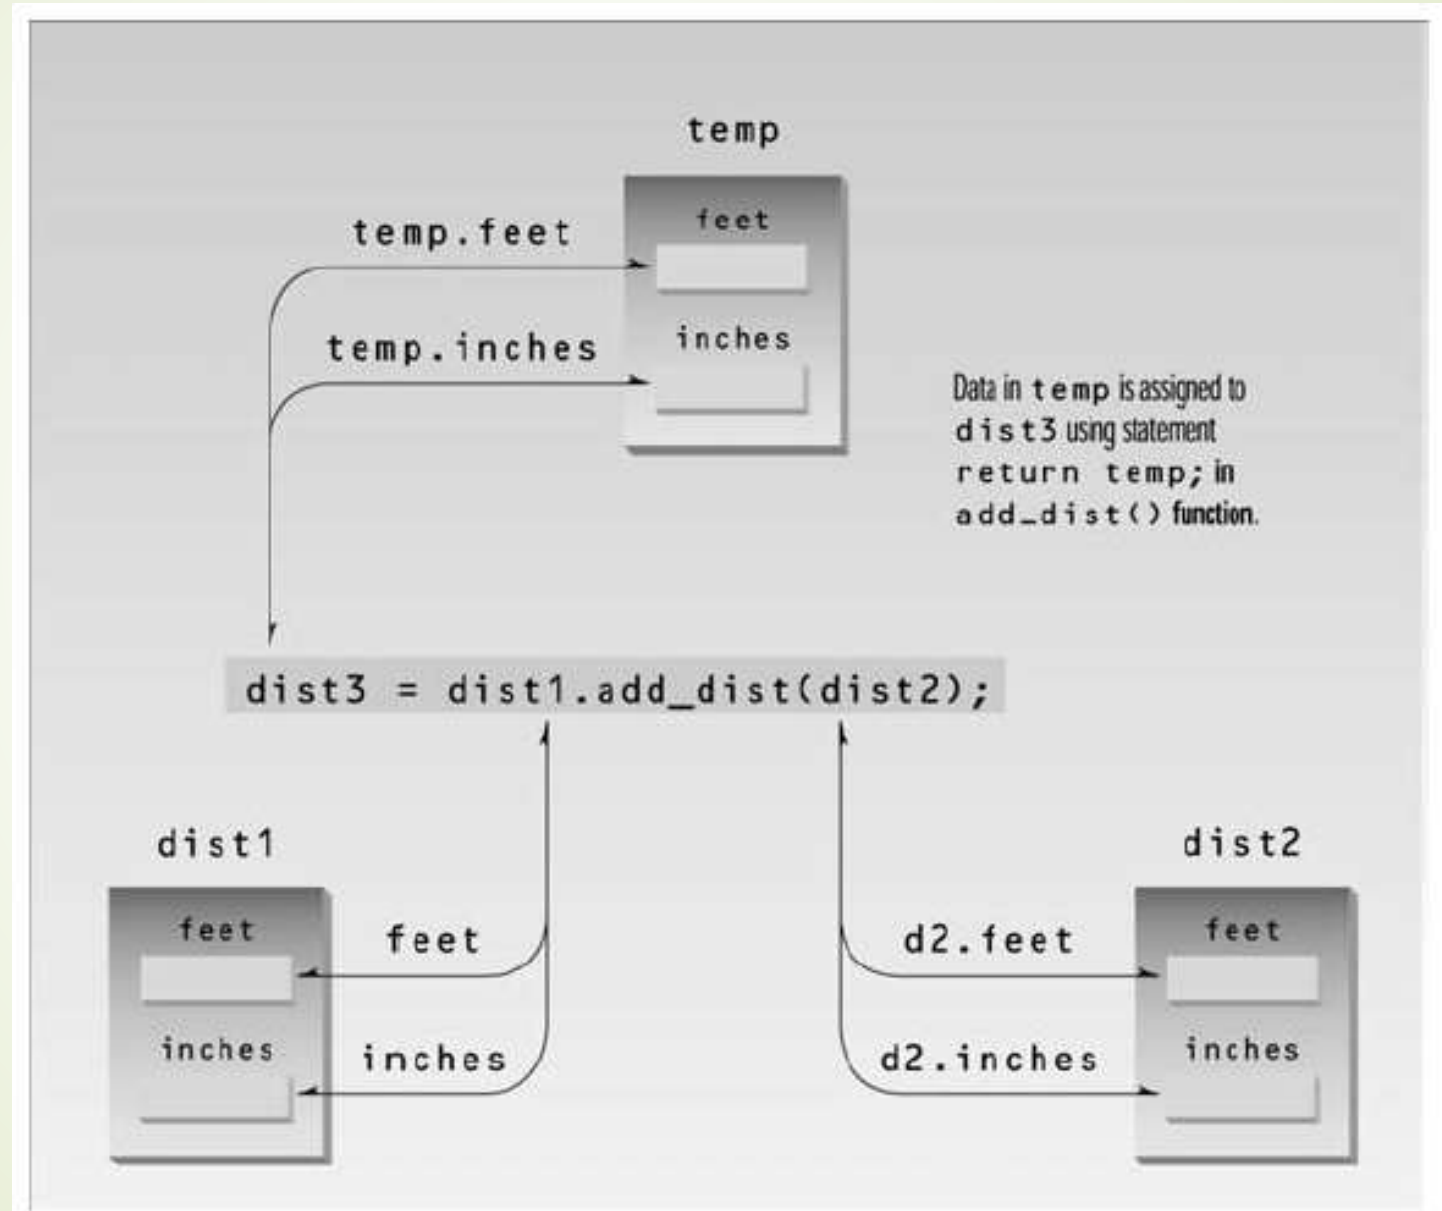 temp
temp.feet
feet
temp.inches
inches
Data in temp is assigned to
dist3 using statement
return temp; in
add_dist() function.
dist3 = dist1.add_dist(dist2);
dist1
dist2
feet
feet
d2.feet
feet
inches
inches
d2.inches
inches